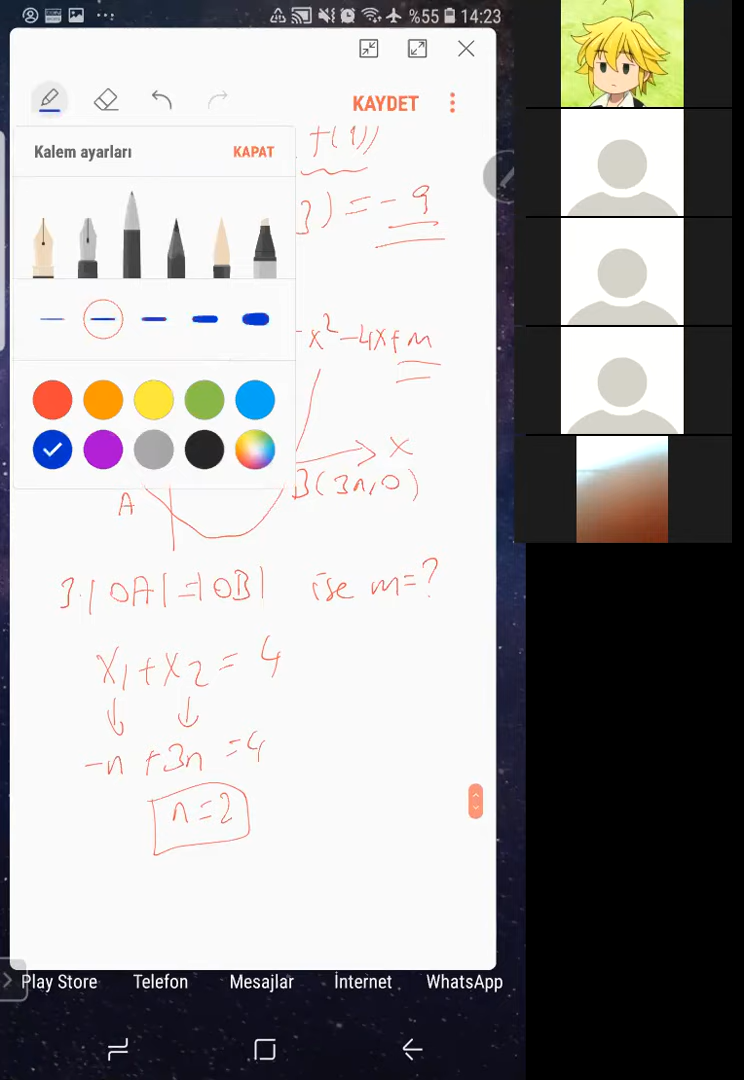 %55 14:23
KAYDET
Kalem ayarları KAPAT
f(1))
3) = -9
x²-4x+m
x
B(3n,0)
A
3.|OA|=|OB| ise m=?
x₁+x₂=4
-n+3n=4
n=2
Play Store Telefon Mesajlar İnternet WhatsApp